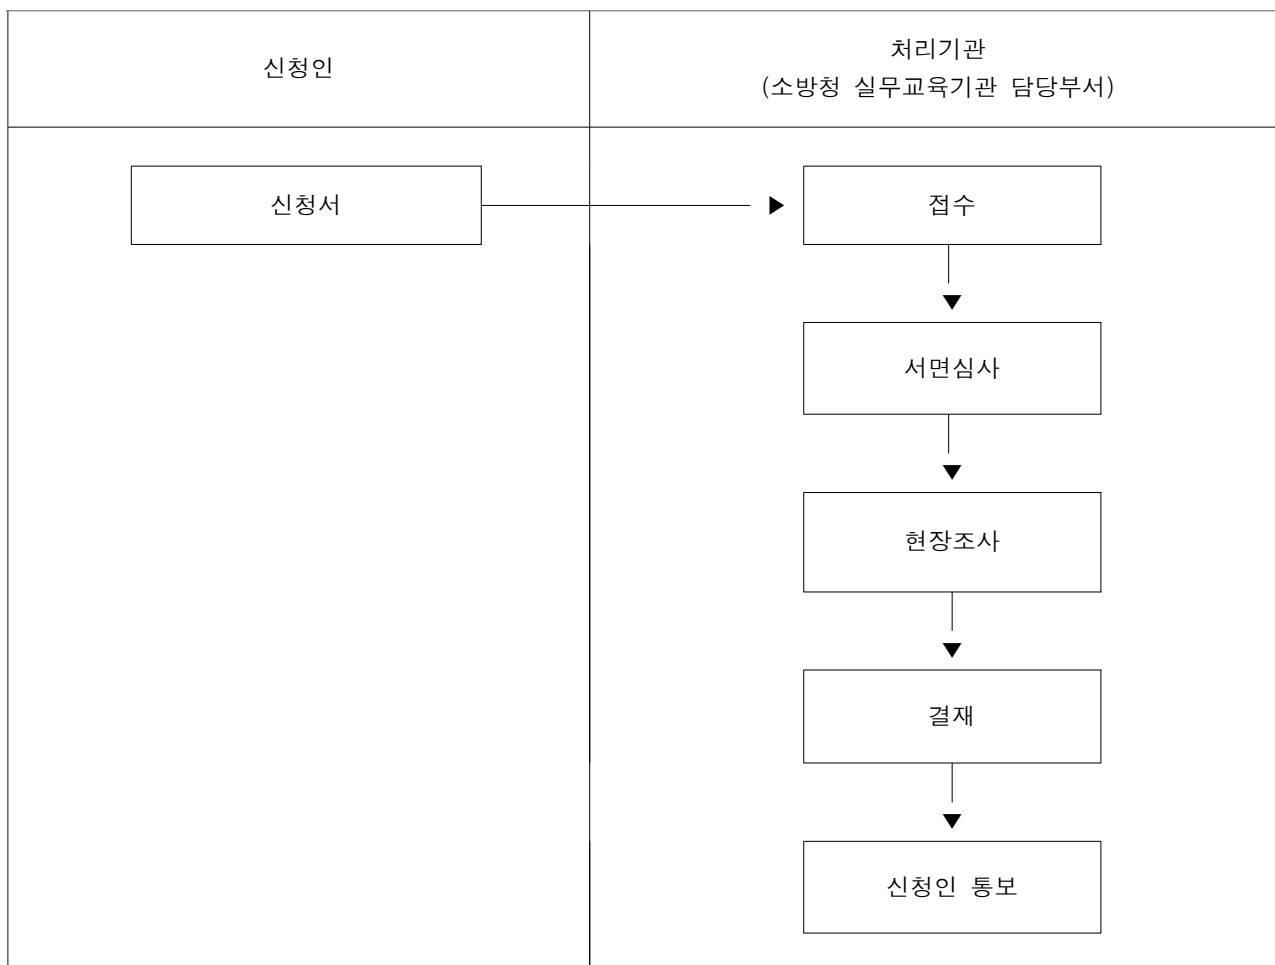 신청인
처리기관
(소방청 실무교육기관 담당부서)
신청서
접수
서면심사
현장조사
결재
신청인 통보